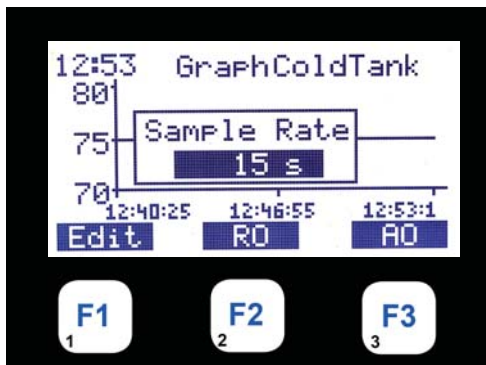 12:53 GraphColdTank
80
75
Sample Rate
15 s
70
12:40:25 12:46:55 12:53:1
Edit RO AO
F1 F2 F3
1 2 3